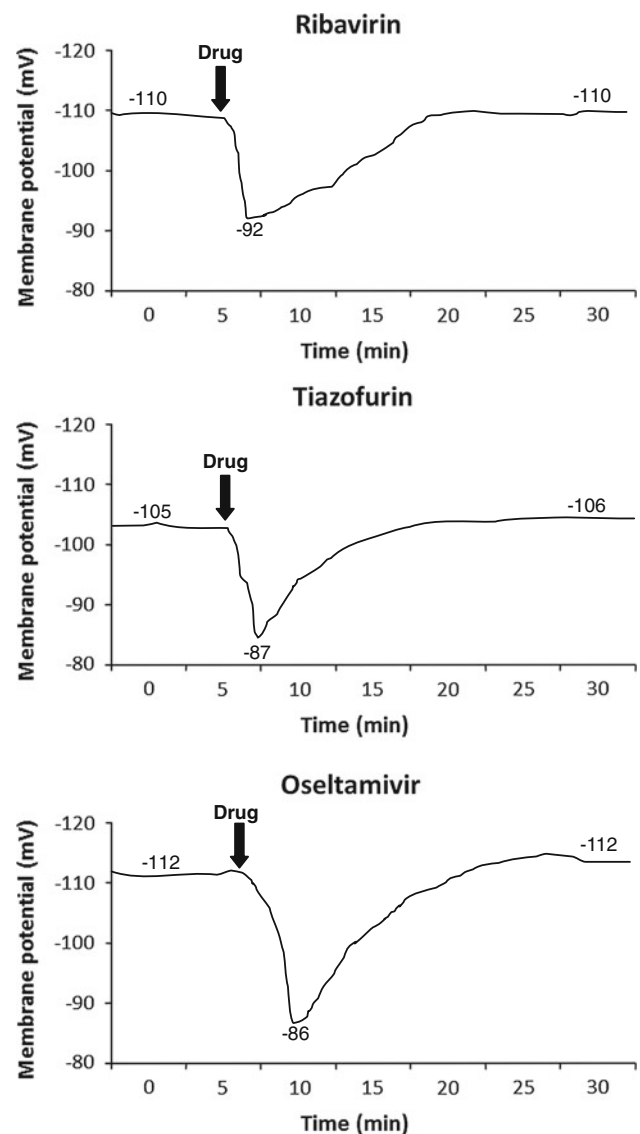 Ribavirin
Membrane potential (mV)
-120
-110
-100
-90
-80
Drug
-110
-92
-110
0 5 10 15 20 25 30
Time (min)
Tiazofurin
Membrane potential (mV)
-120
-110
-100
-90
-80
Drug
-105
-87
-106
0 5 10 15 20 25 30
Time (min)
Oseltamivir
Membrane potential (mV)
-120
-110
-100
-90
-80
Drug
-112
-86
-112
0 5 10 15 20 25 30
Time (min)